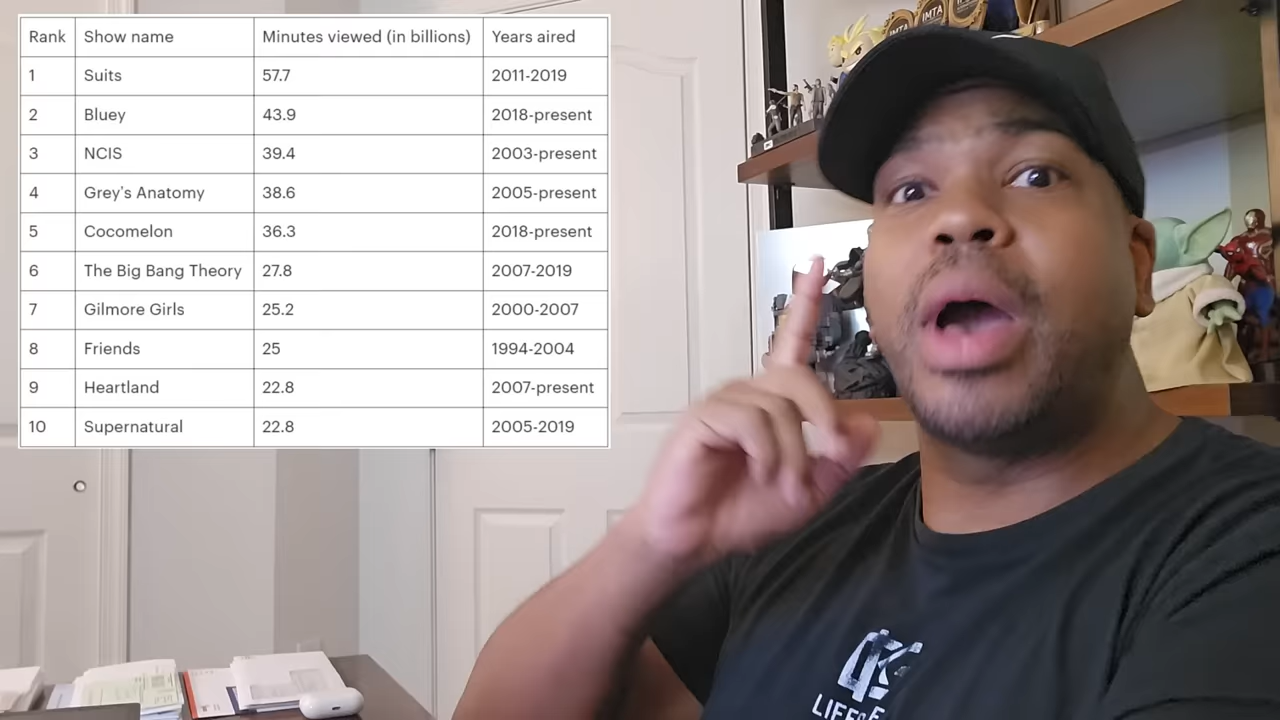 Rank Show name Minutes viewed (in billions) Years aired
1 Suits 57.7 2011-2019
2 Bluey 43.9 2018-present
3 NCIS 39.4 2003-present
4 Grey's Anatomy 38.6 2005-present
5 Cocomelon 36.3 2018-present
6 The Big Bang Theory 27.8 2007-2019
7 Gilmore Girls 25.2 2000-2007
8 Friends 25 1994-2004
9 Heartland 22.8 2007-present
10 Supernatural 22.8 2005-2019
IMTA
IMTA
IMTA